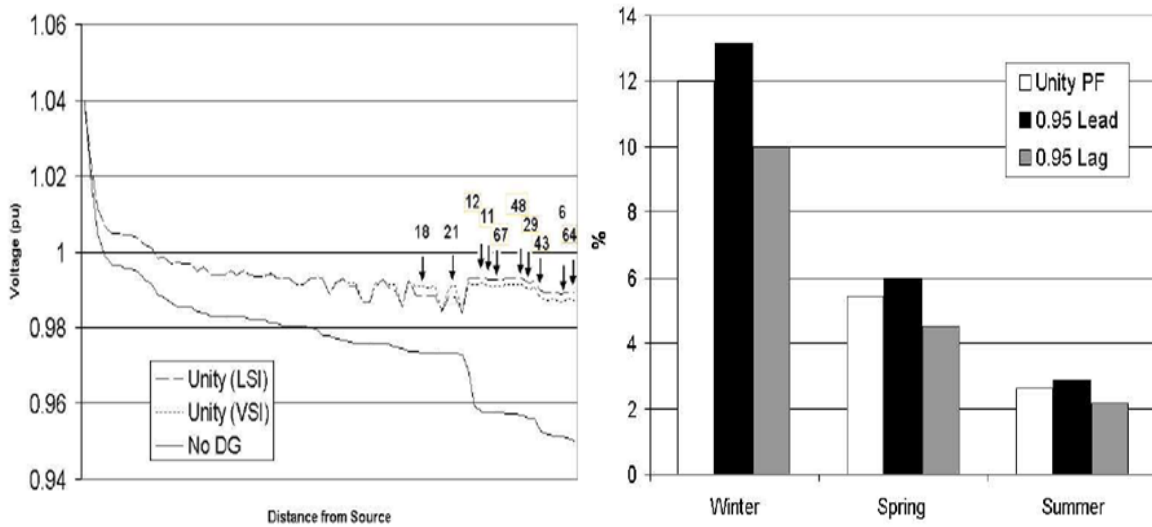 1.06
1.04
1.02
1
0.98
0.96
0.94
Voltage (pu)
12
48
11
6
18
21
67
29
43
64
Unity (LSI)
Unity (VSI)
No DG
Distance from Source
14
12
10
8
6
4
2
0
%
Unity PF
0.95 Lead
0.95 Lag
Winter
Spring
Summer